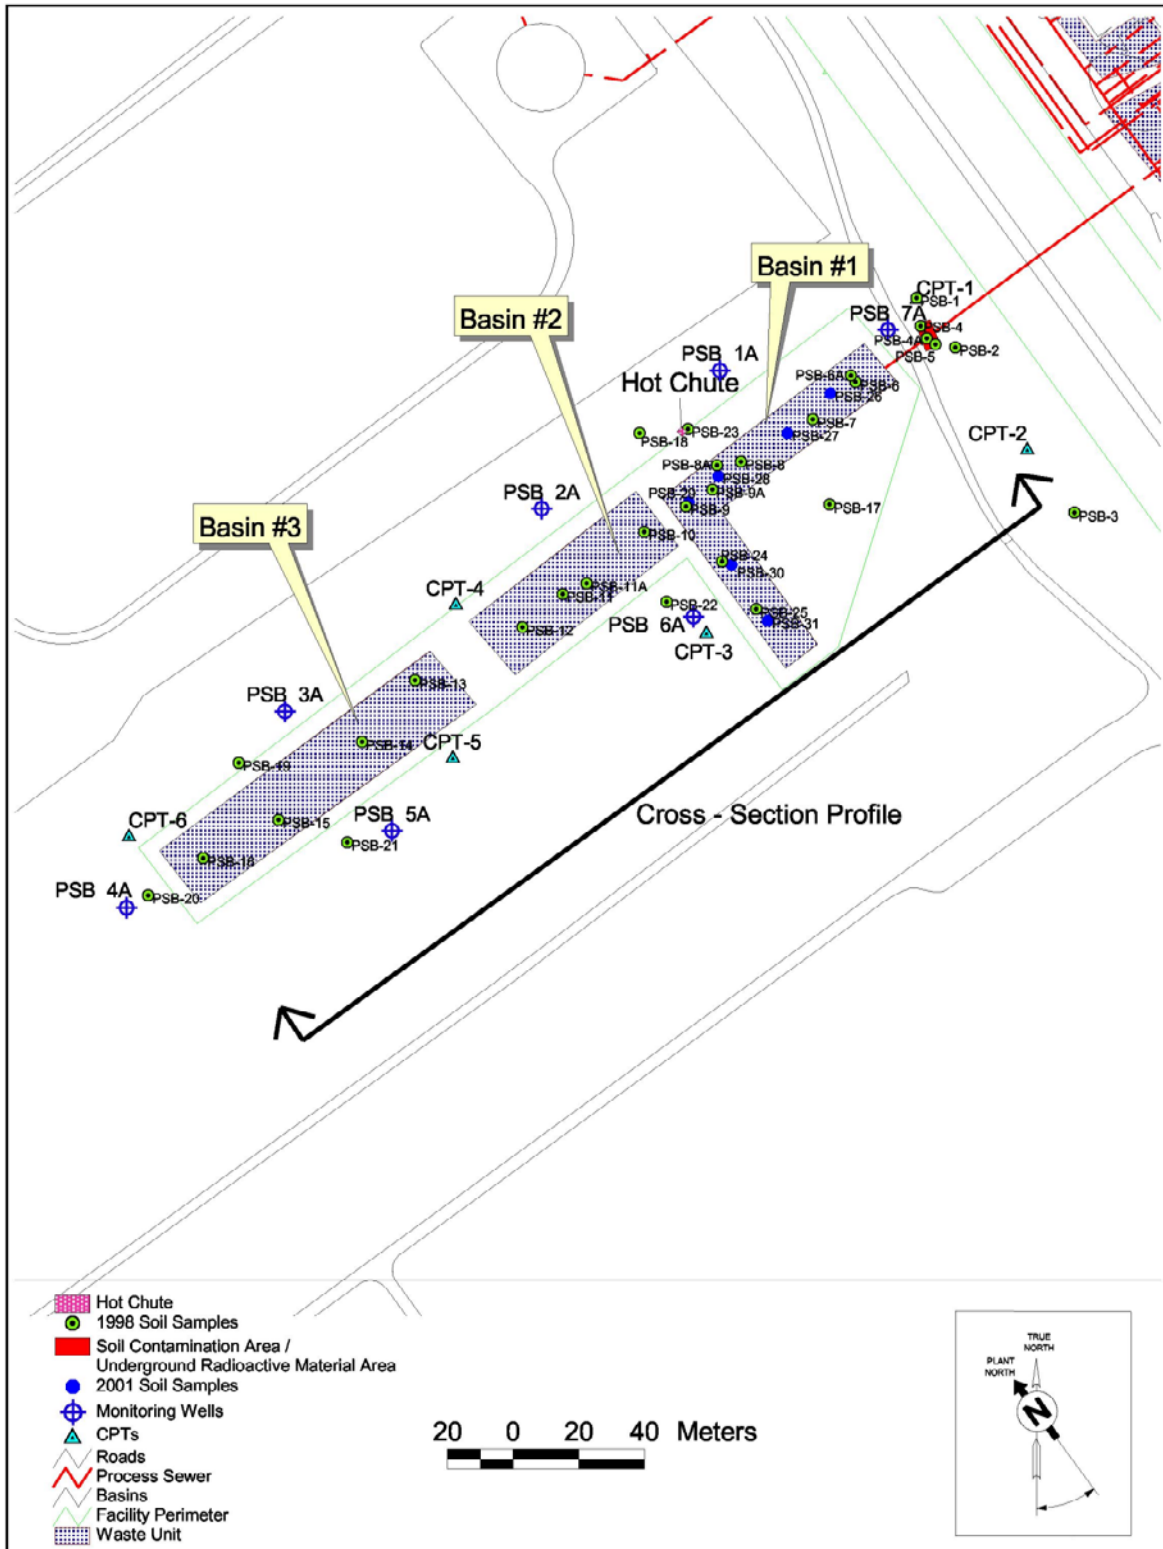 Basin #1
CPT-1
PSB-1
Basin #2
PSB 7A
PSB-4
PSB-4A
PSB-5
PSB-2
PSB 1A
Hot Chute
PSB-6A
PSB-6
PSB-26
PSB-7
PSB-23
PSB-18
PSB-27
CPT-2
PSB-8A
PSB-8
PSB-28
PSB 2A
PSB-9A
PSB-9
PSB-17
PSB-3
Basin #3
PSB-10
PSB-24
PSB-30
CPT-4
PSB-11A
PSB-11
PSB-22
PSB-25
PSB 6A
PSB-31
PSB-12
CPT-3
PSB-13
PSB 3A
PSB-14
CPT-5
PSB-19
Cross - Section Profile
CPT-6
PSB-15
PSB 5A
PSB-21
PSB-16
PSB 4A
PSB-20
Hot Chute
1998 Soil Samples
Soil Contamination Area /
Underground Radioactive Material Area
2001 Soil Samples
Monitoring Wells
CPTs
Roads
Process Sewer
Basins
Facility Perimeter
Waste Unit
20 0 20 40 Meters
TRUE
NORTH
PLANT
NORTH
N